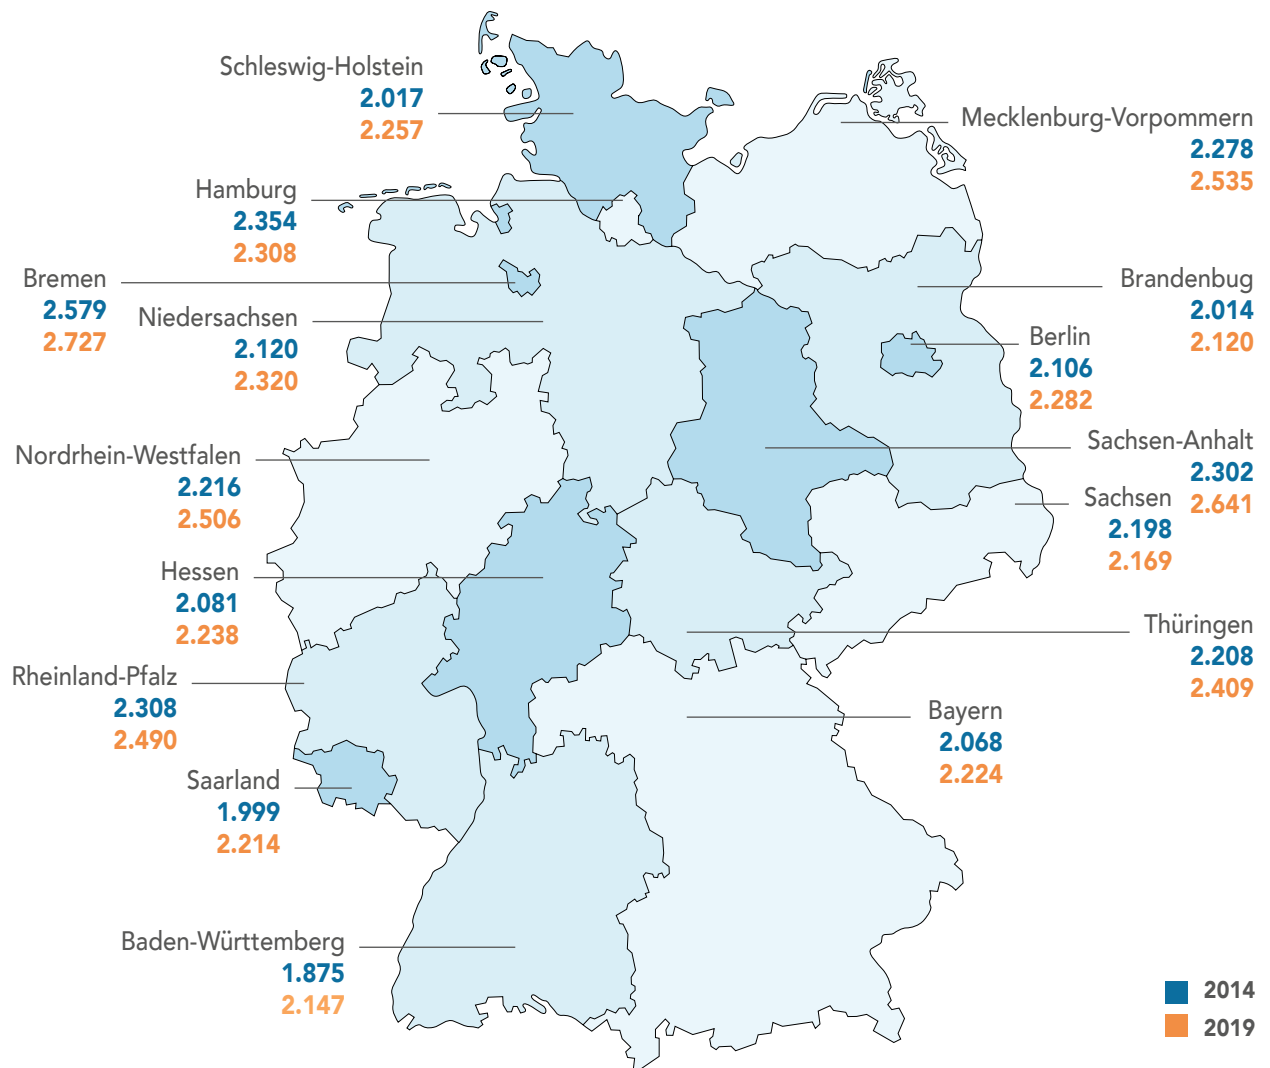 Schleswig-Holstein
2.017
2.257
Mecklenburg-Vorpommern
2.278
2.535
Hamburg
2.354
2.308
Bremen
2.579
2.727
Niedersachsen
2.120
2.320
Brandenbug
2.014
2.120
Berlin
2.106
2.282
Nordrhein-Westfalen
2.216
2.506
Sachsen-Anhalt
2.302
2.641
Sachsen
2.198
2.169
Hessen
2.081
2.238
Thüringen
2.208
2.409
Rheinland-Pfalz
2.308
2.490
Bayern
2.068
2.224
Saarland
1.999
2.214
Baden-Württemberg
1.875
2.147
2014
2019